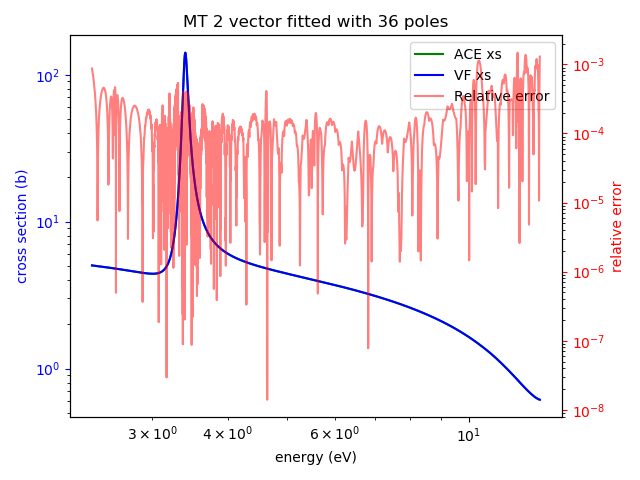 MT 2 vector fitted with 36 poles
ACE xs
VF xs
Relative error
cross section (b)
10²
10¹
10⁰
relative error
10⁻³
10⁻⁴
10⁻⁵
10⁻⁶
10⁻⁷
10⁻⁸
3 × 10⁰ 4 × 10⁰ 6 × 10⁰ 10¹
energy (eV)